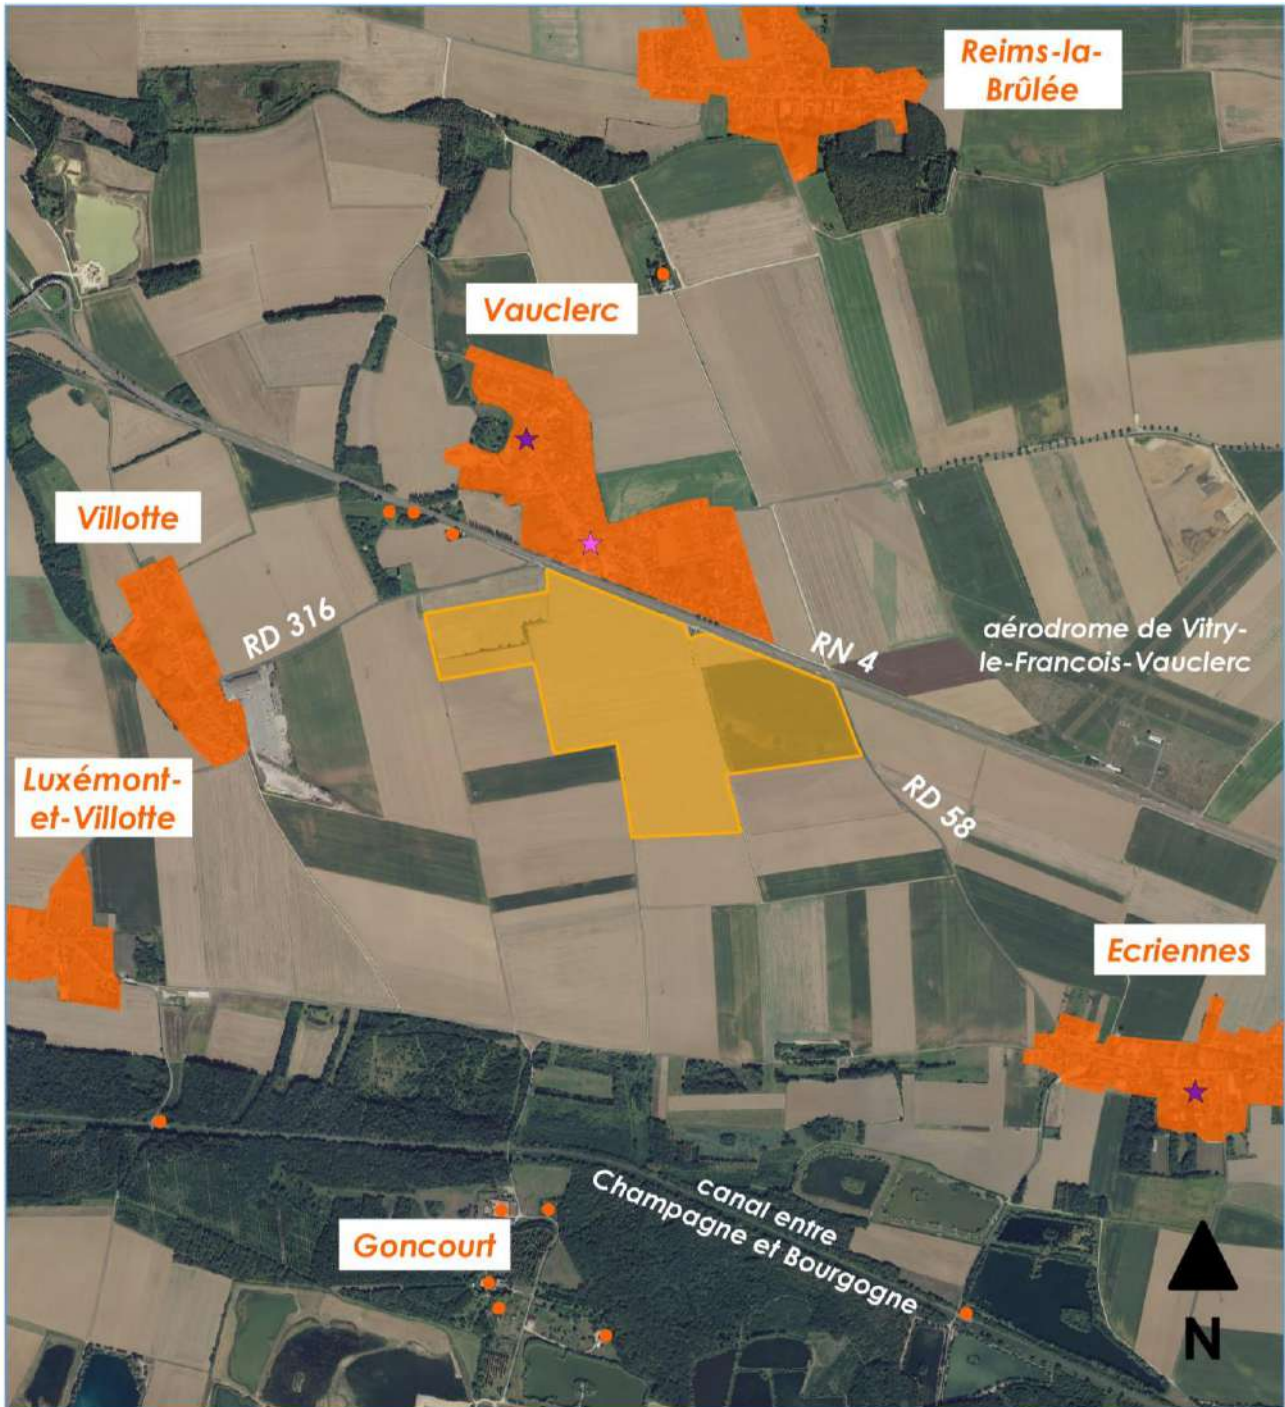 Reims-la-
Brûlée
Vauclerc
Villotte
RD 316
RN 4
aérodrome de Vitry-
le-François-Vauclerc
Luxémont-
et-Villotte
RD 58
Ecriennes
canal entre
Champagne et Bourgogne
Goncourt
N